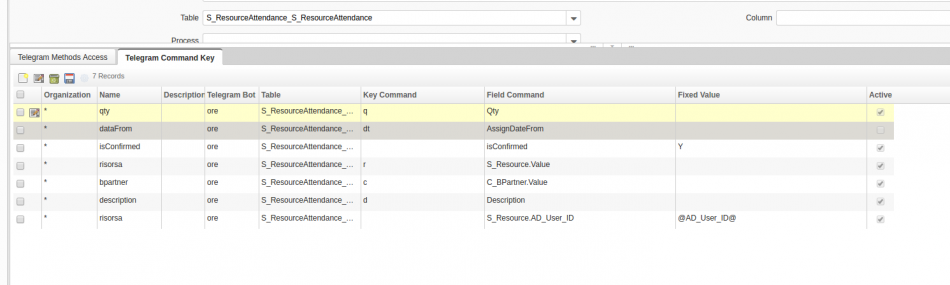 Table S_ResourceAttendance_S_ResourceAttendance Column
Process
Telegram Methods Access Telegram Command Key
7 Records
Organization Name Description Telegram Bot Table Key Command Field Command Fixed Value Active
* qty ore S_ResourceAttendance_... q Qty
* dataFrom ore S_ResourceAttendance_... dt AssignDateFrom
* isConfirmed ore S_ResourceAttendance_... isConfirmed Y
* risorsa ore S_ResourceAttendance_... r S_Resource.Value
* bpartner ore S_ResourceAttendance_... c C_BPartner.Value
* description ore S_ResourceAttendance_... d Description
* risorsa ore S_ResourceAttendance_... S_Resource.AD_User_ID @AD_User_ID@